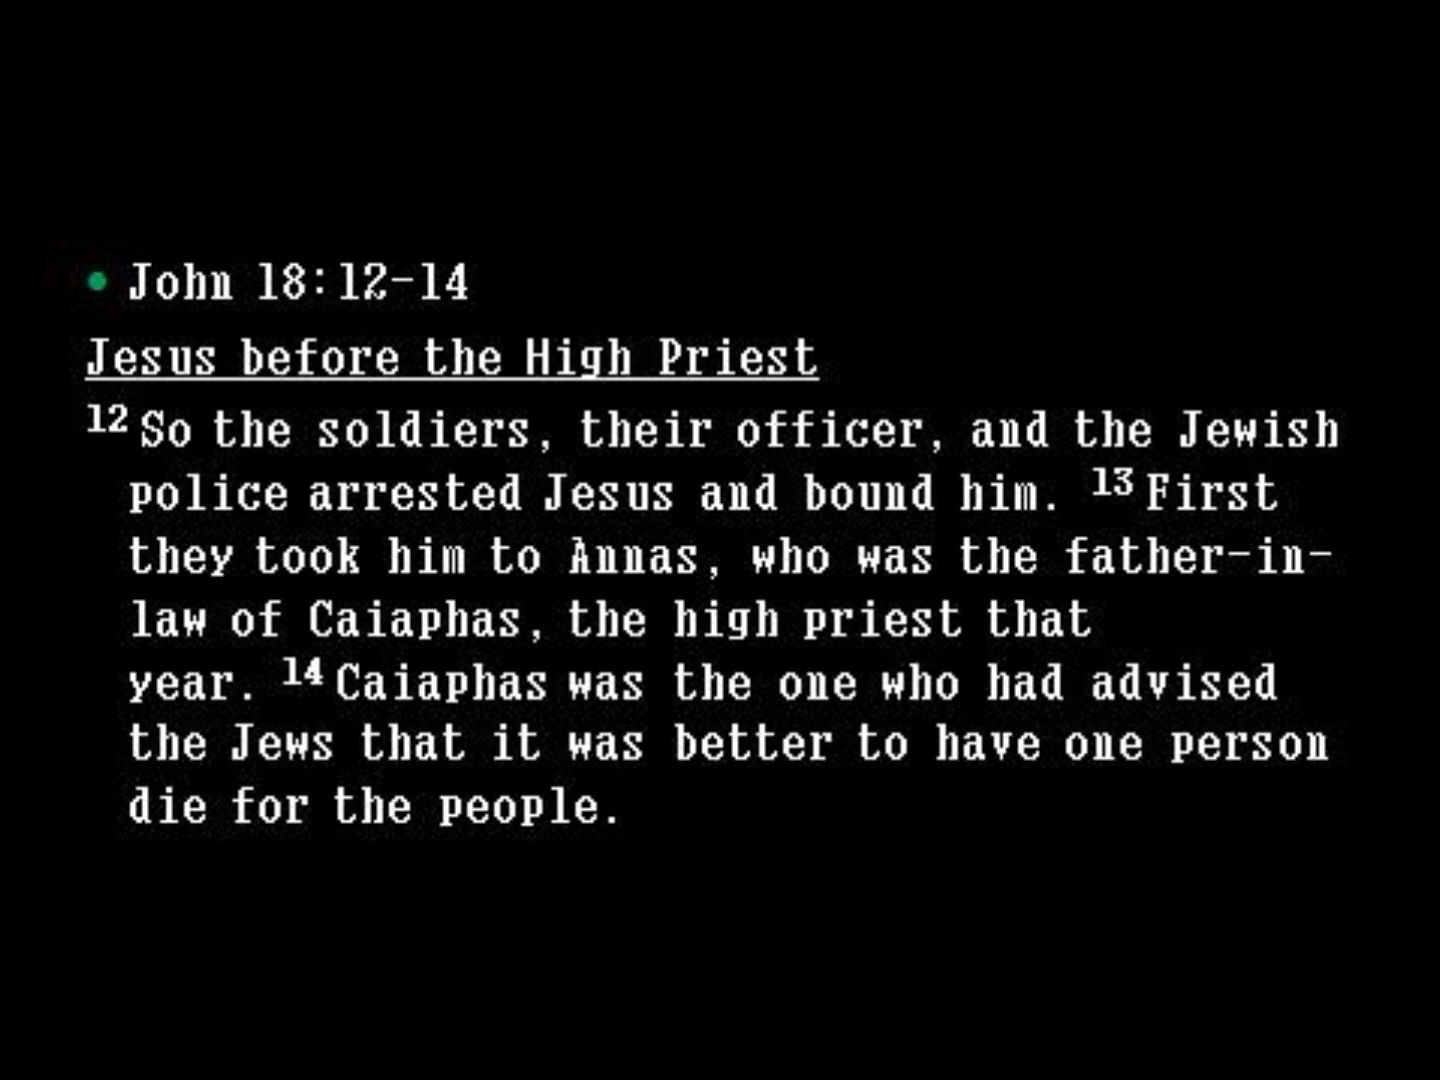 • John 18:12-14
Jesus before the High Priest
12 So the soldiers, their officer, and the Jewish
police arrested Jesus and bound him. 13 First
they took him to Annas, who was the father-in-
law of Caiaphas, the high priest that
year. 14 Caiaphas was the one who had advised
the Jews that it was better to have one person
die for the people.